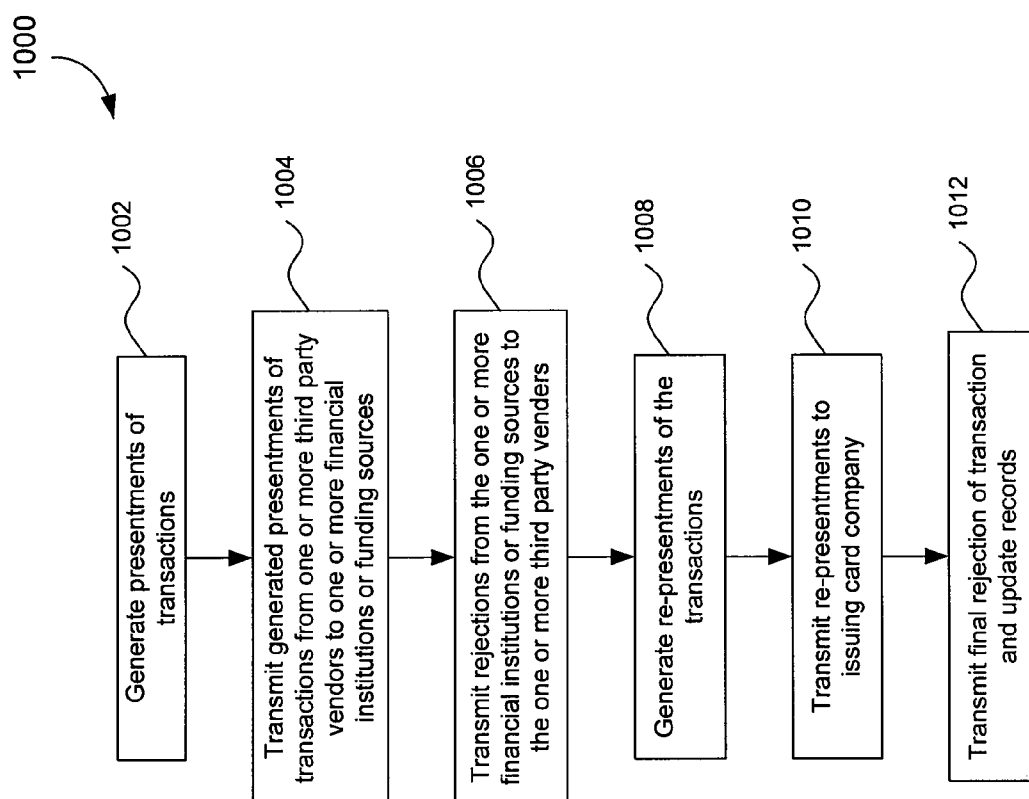 1000
1002
Generate presentments of
transactions
1004
Transmit generated presentments of
transactions from one or more third party
vendors to one or more financial
institutions or funding sources
1006
Transmit rejections from the one or more
financial institutions or funding sources to
the one or more third party venders
1008
Generate re-presentments of the
transactions
1010
Transmit re-presentments to
issuing card company
1012
Transmit final rejection of transaction
and update records